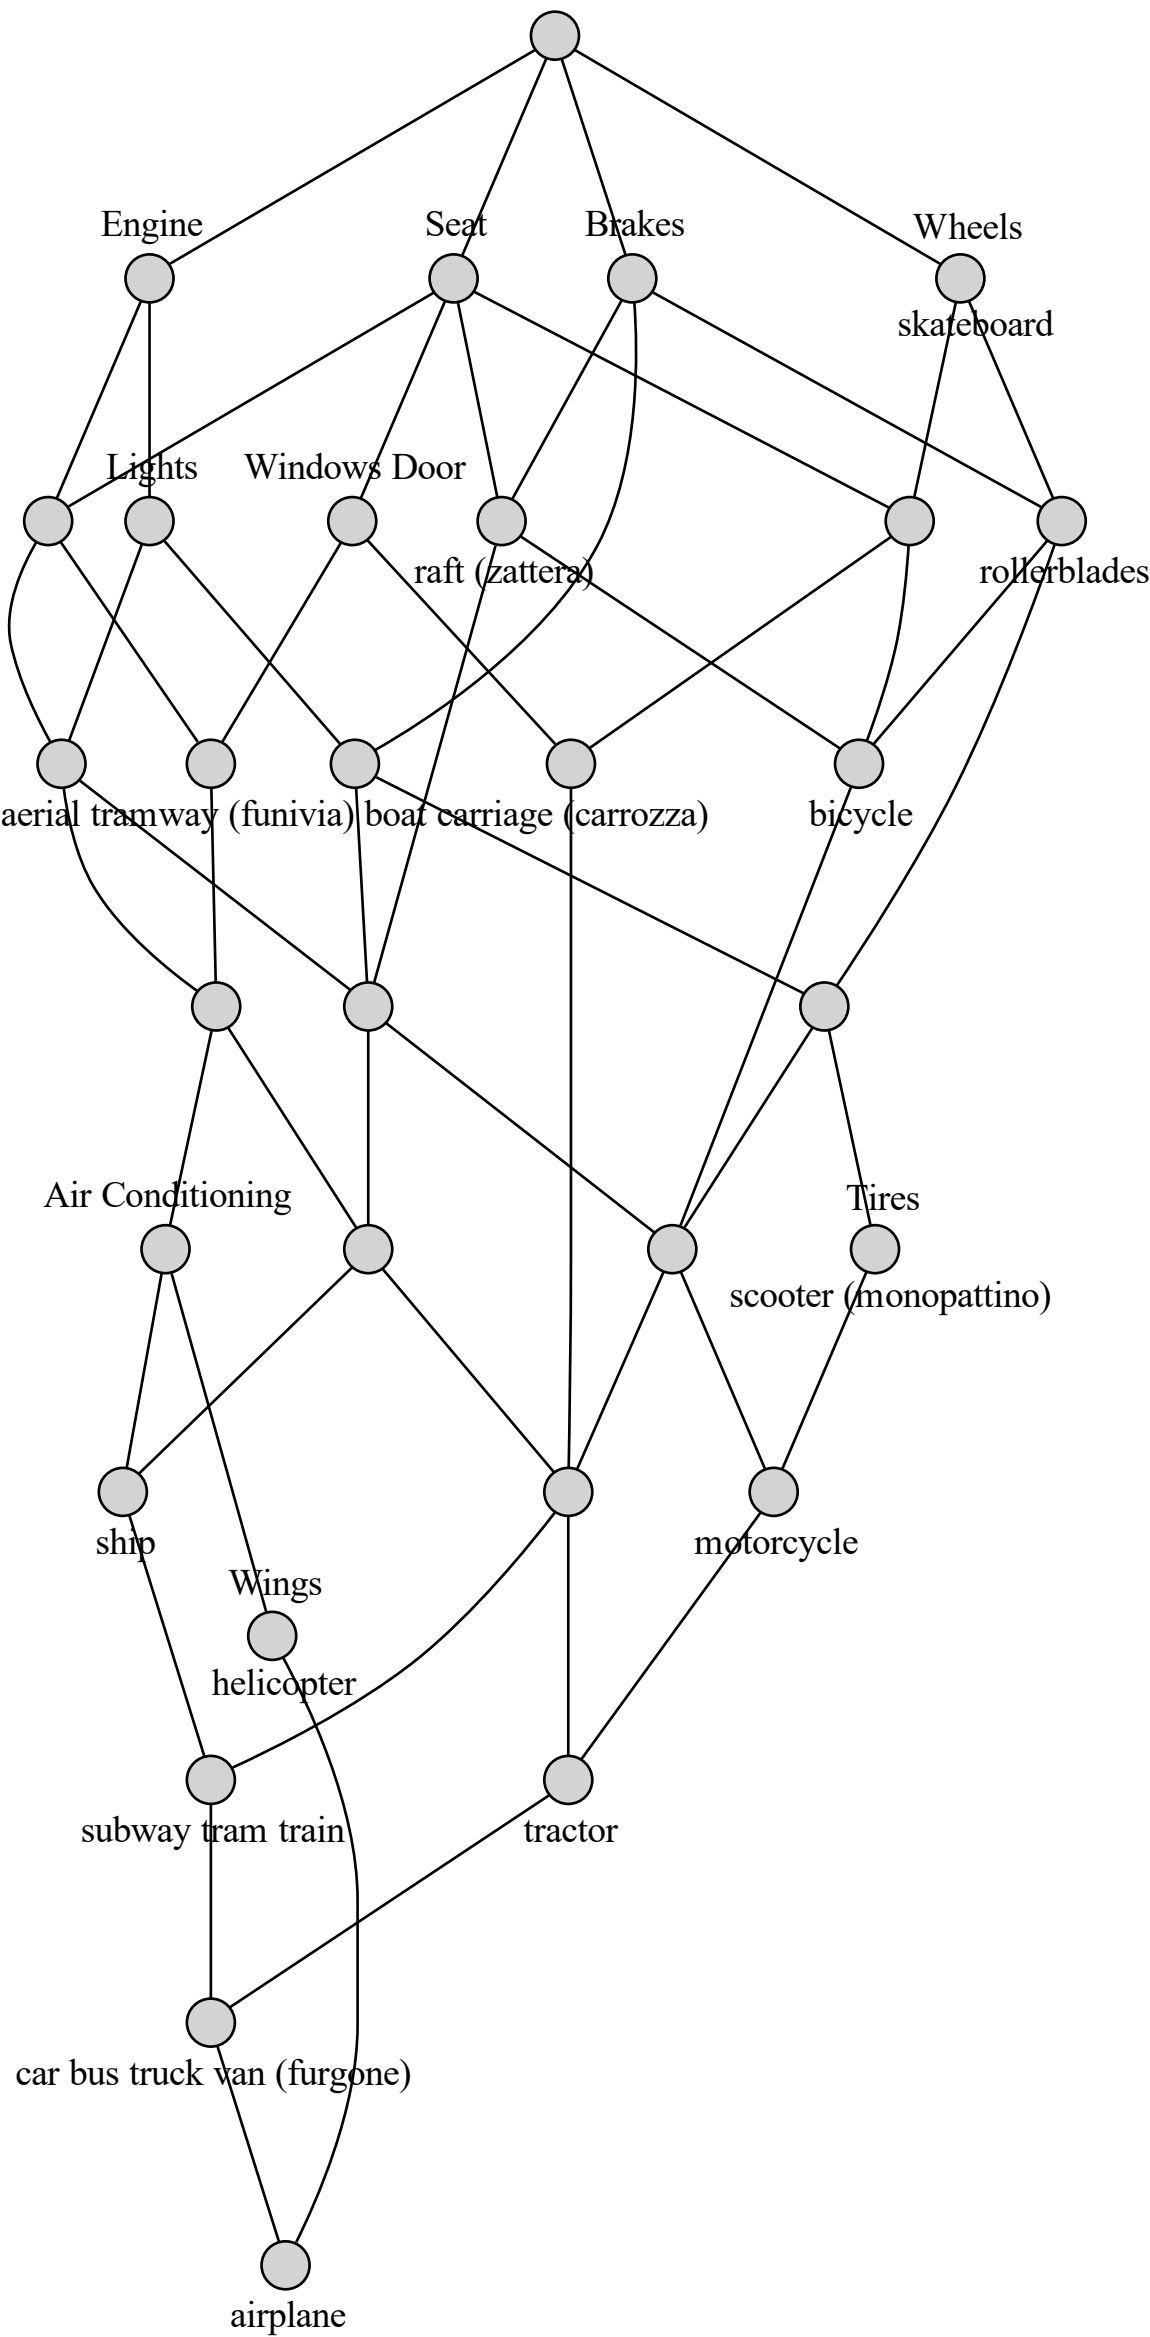 Engine
Seat
Brakes
Wheels
skateboard
Lights
Windows Door
raft (zattera)
rollerblades
aerial tramway (funivia)
boat
carriage (carrozza)
bicycle
Air Conditioning
Tires
scooter (monopattino)
ship
motorcycle
Wings
helicopter
subway tram train
tractor
car bus truck van (furgone)
airplane